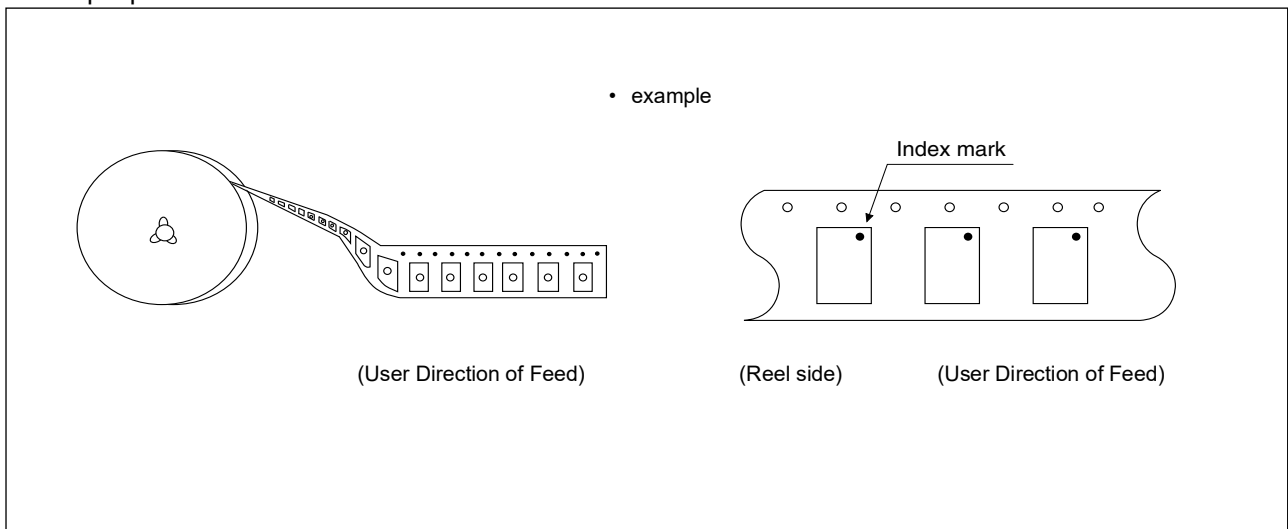 • example
Index mark
(User Direction of Feed)
(Reel side)
(User Direction of Feed)